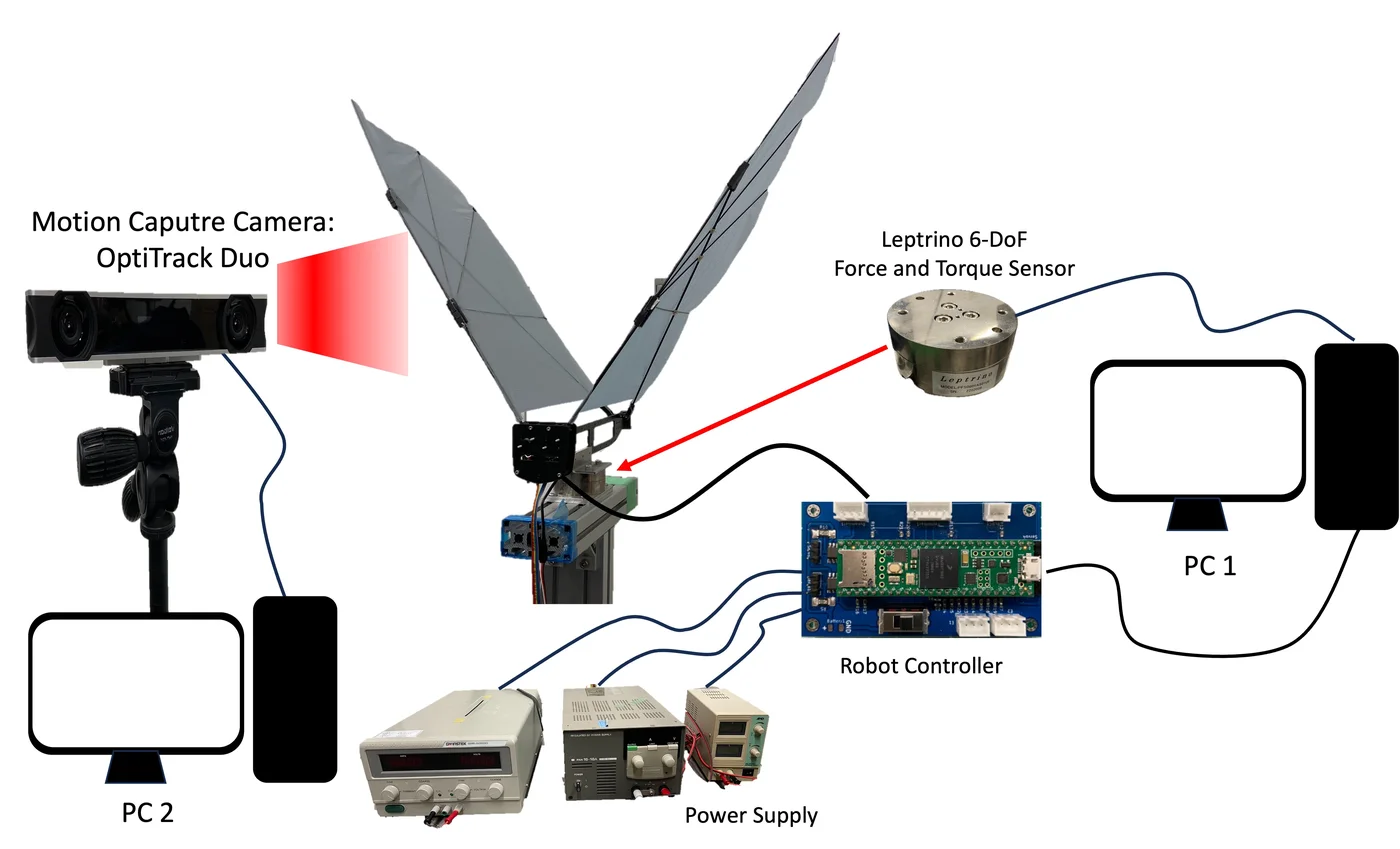 Motion Caputre Camera:
OptiTrack Duo
Leptrino 6-DoF
Force and Torque Sensor
Leptrino
PC 1
Robot Controller
GND
PC 2
Power Supply